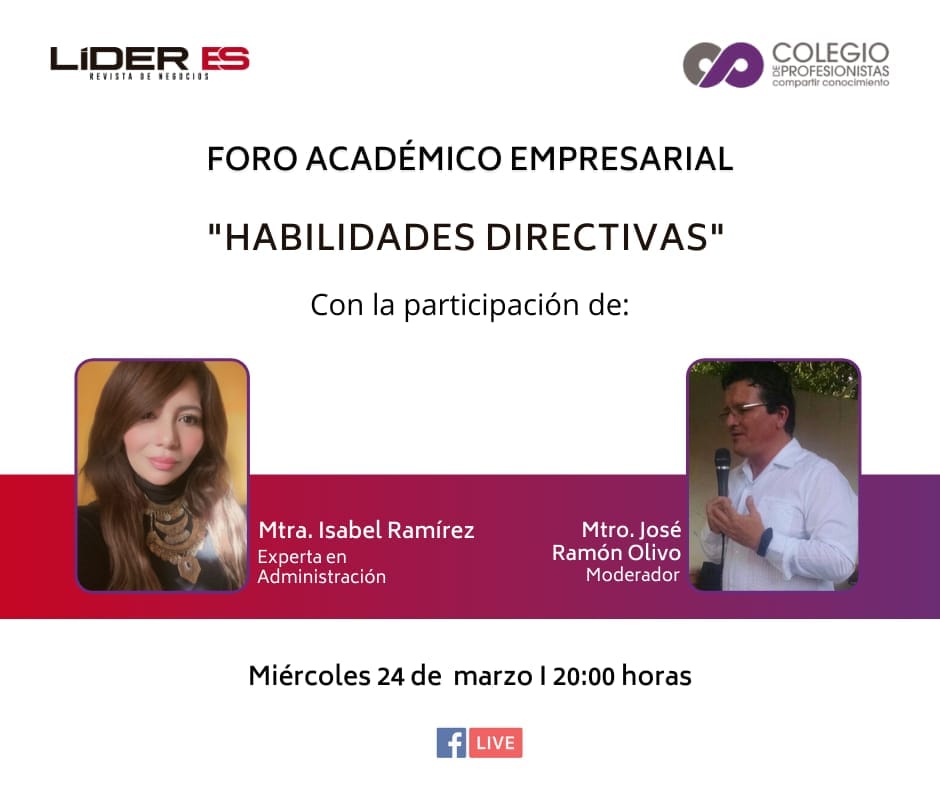 LÍDER ES
REVISTA DE NEGOCIOS
COLEGIO
DE PROFESIONISTAS
compartir conocimiento
FORO ACADÉMICO EMPRESARIAL
"HABILIDADES DIRECTIVAS"
Con la participación de:
Mtra. Isabel Ramírez
Experta en
Administración
Mtro. José
Ramón Olivo
Moderador
Miércoles 24 de marzo | 20:00 horas
f LIVE